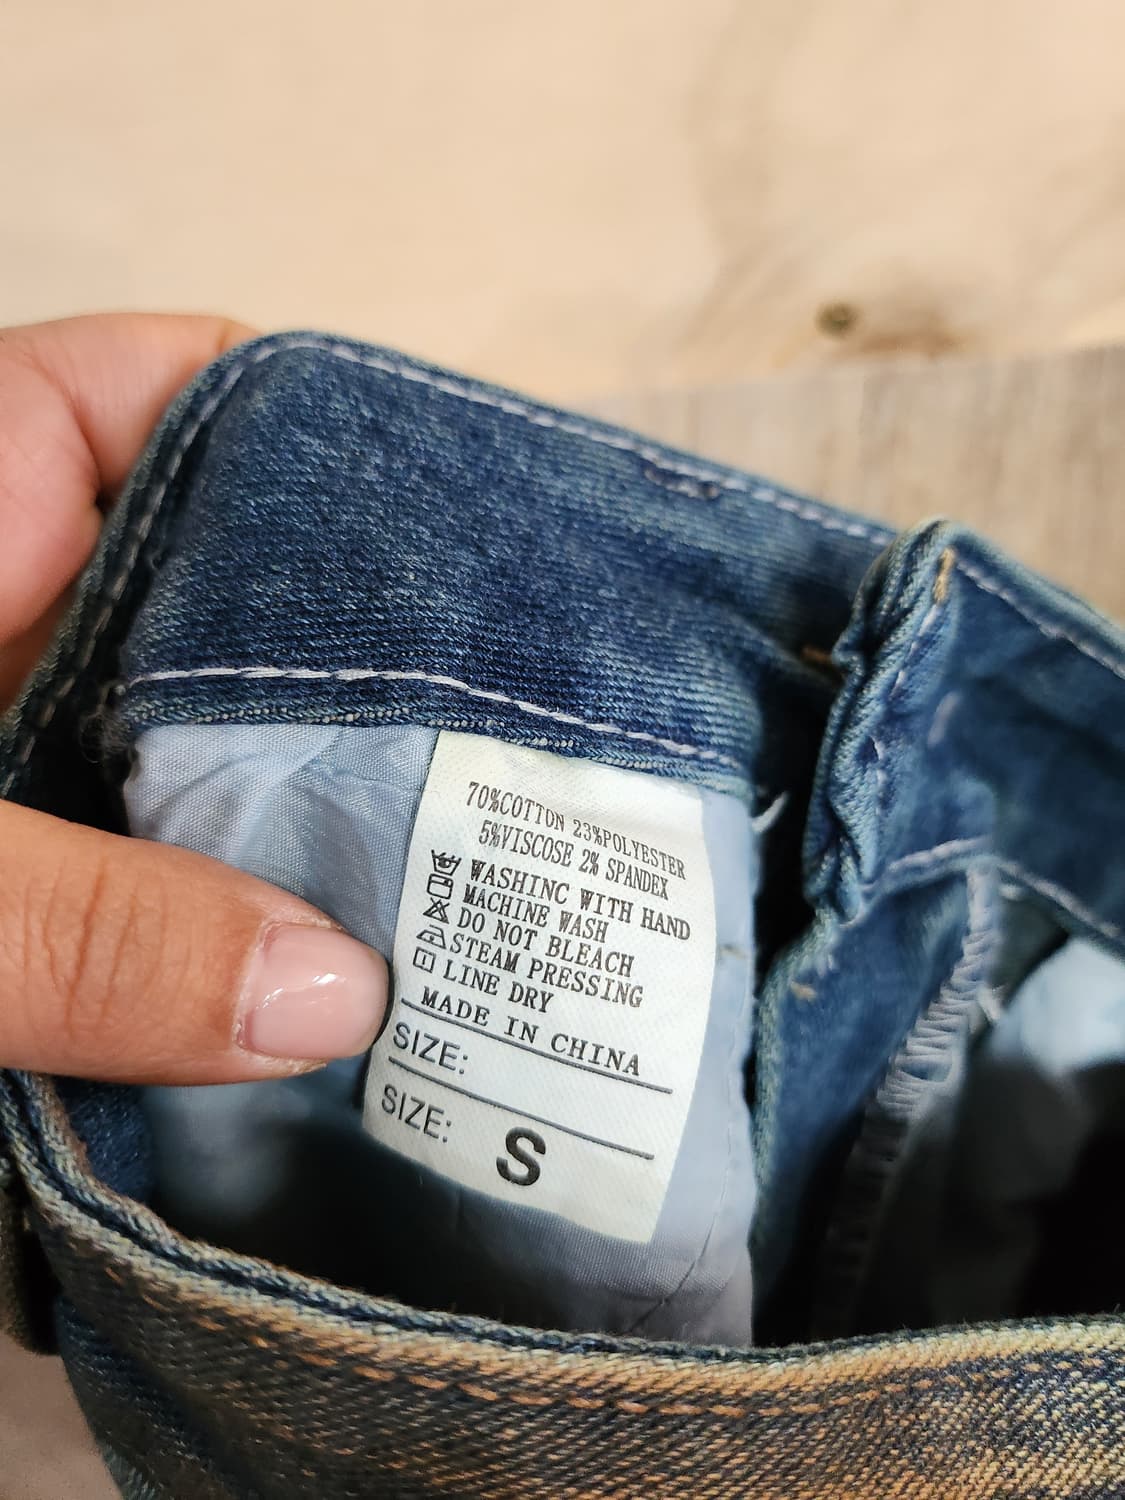 70%COTTON 23%POLYESTER
5%VISCOSE 2% SPANDEX
WASHINC WITH HAND
MACHINE WASH
DO NOT BLEACH
STEAM PRESSING
LINE DRY
MADE IN CHINA
SIZE:
SIZE: S